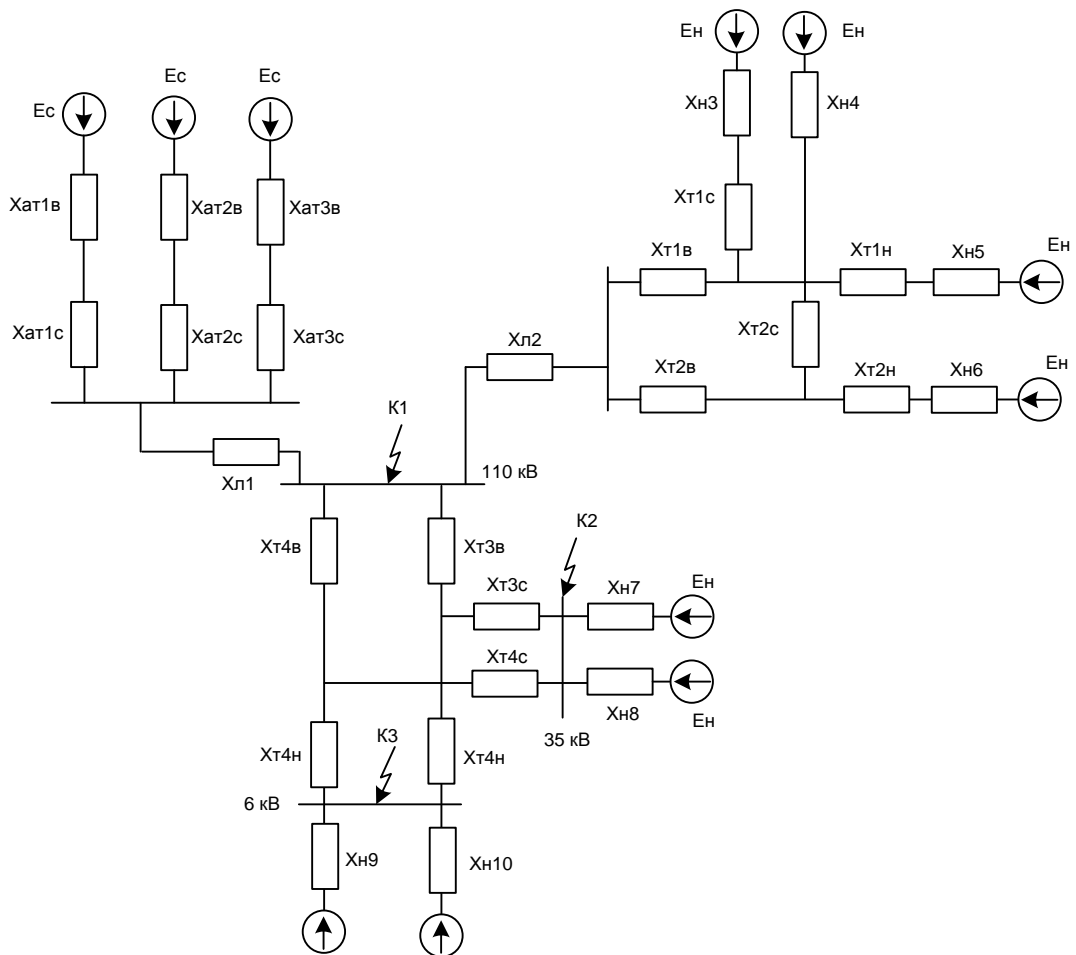 Ен
Ен
Ес
Ес
Ес
Хн3
Хн4
Хат1в
Хат2в
Хат3в
Хт1с
Хт1в
Хт1н
Хн5
Ен
Хат1с
Хат2с
Хат3с
Хт2с
Хл2
Хт2в
Хт2н
Хн6
Ен
К1
Хл1
110 кВ
К2
Хт4в
Хт3в
Хт3с
Хн7
Ен
Хт4с
Хн8
Ен
К3
35 кВ
Хт4н
Хт4н
6 кВ
Хн9
Хн10